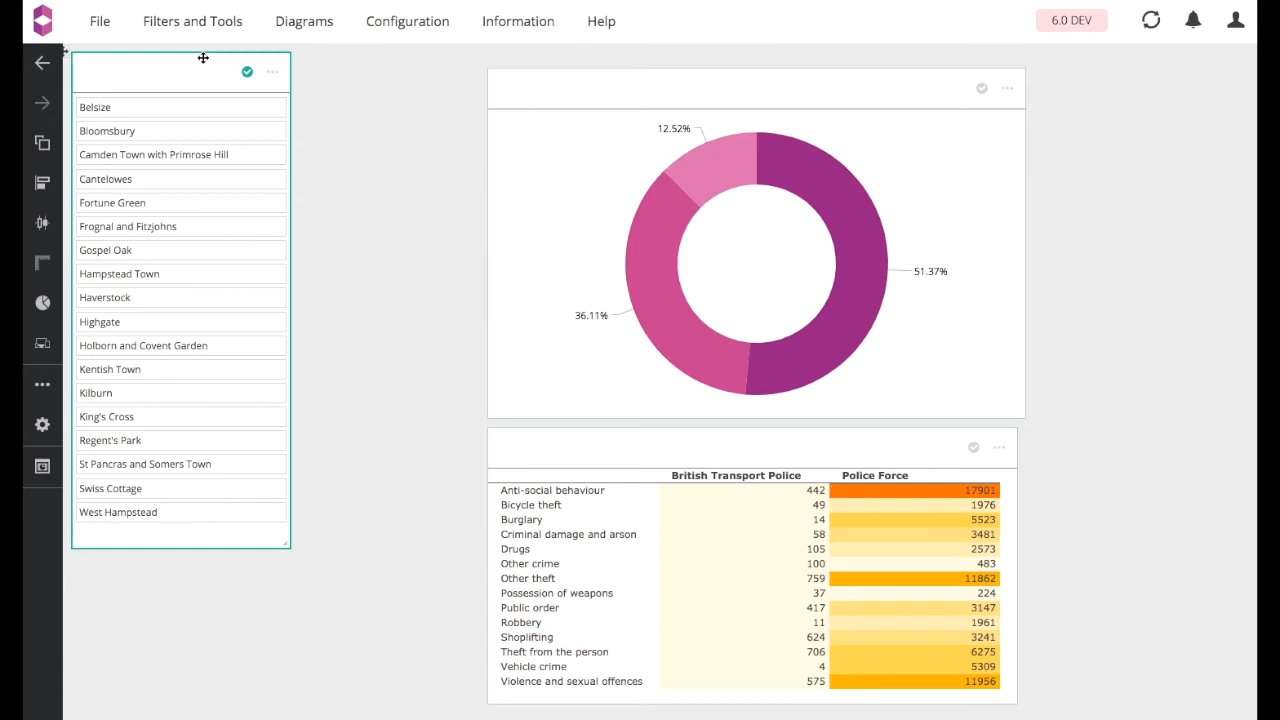 File Filters and Tools Diagrams Configuration Information Help 6.0 DEV
Belsize
Bloomsbury
Camden Town with Primrose Hill
Cantelowes
Fortune Green
Frognal and Fitzjohns
Gospel Oak
Hampstead Town
Haverstock
Highgate
Holborn and Covent Garden
Kentish Town
Kilburn
King's Cross
Regent's Park
St Pancras and Somers Town
Swiss Cottage
West Hampstead
12.52%
51.37%
36.11%
British Transport Police Police Force
Anti-social behaviour 442 17901
Bicycle theft 49 1976
Burglary 14 5523
Criminal damage and arson 58 3481
Drugs 105 2573
Other crime 100 483
Other theft 759 11862
Possession of weapons 37 224
Public order 417 3147
Robbery 11 1961
Shoplifting 624 3241
Theft from the person 706 6275
Vehicle crime 4 5309
Violence and sexual offences 575 11956